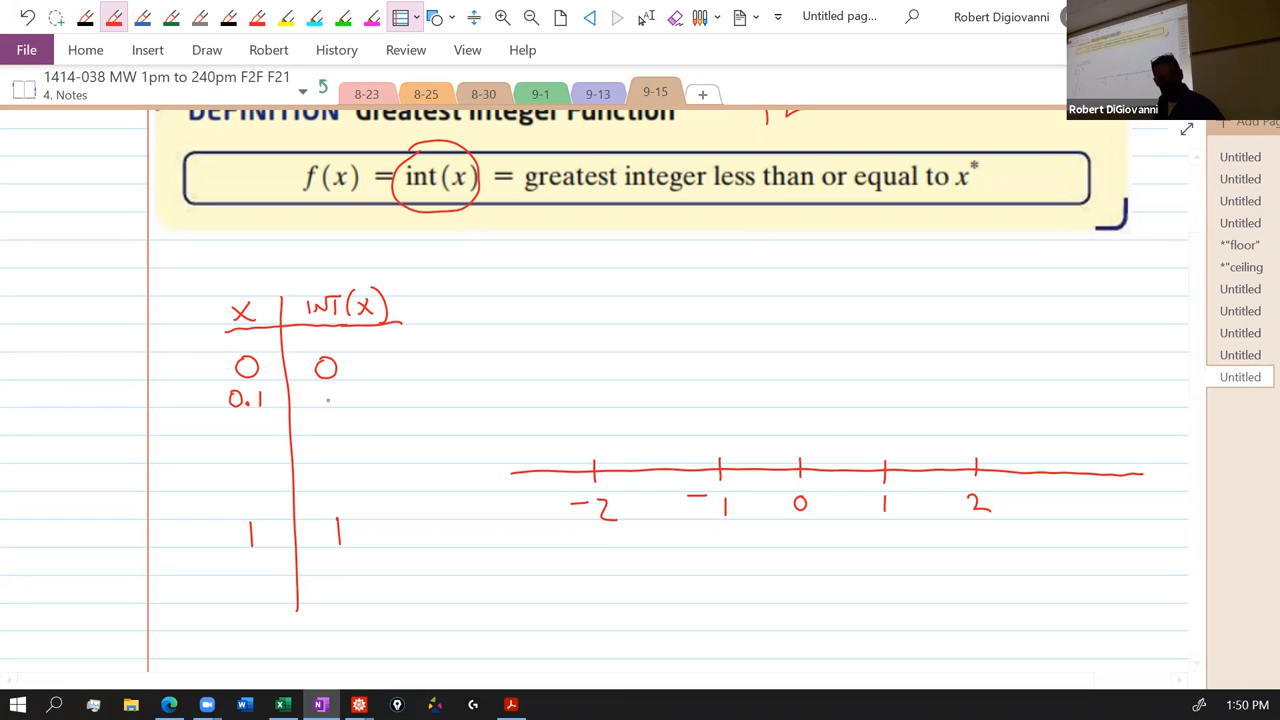 Untitled pag...
Robert Digiovanni
File
Home
Insert
Draw
Robert
History
Review
View
Help
1414-038 MW 1pm to 240pm F2F F21
4. Notes
8-23
8-25
8-30
9-1
9-13
9-15
Robert DiGiovanni
Add Pag
DEFINITION Greatest Integer Function
f(x) = int(x) = greatest integer less than or equal to x*
x INT(x)
0 0
0.1
1 1
-2 -1 0 1 2
Untitled
Untitled
Untitled
Untitled
*"floor"
*"ceiling
Untitled
Untitled
Untitled
Untitled
Untitled
1:50 PM